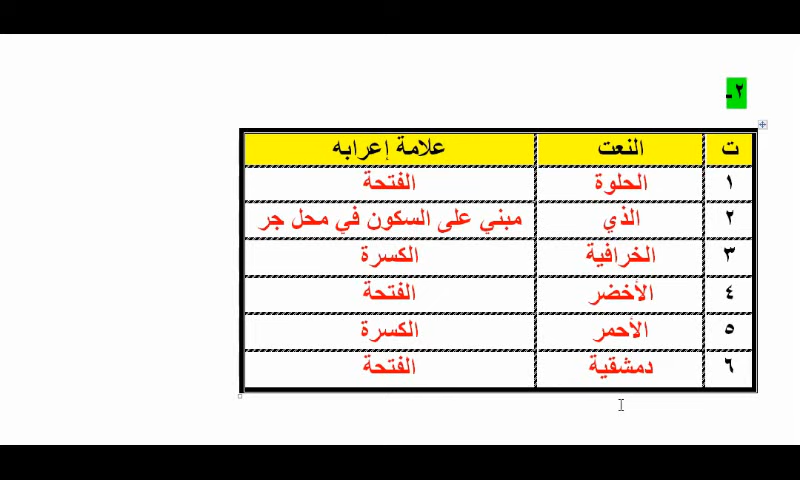 ٢-
ت النعت علامة إعرابه
١ الحلوة الفتحة
٢ الذي مبني على السكون في محل جر
٣ الخرافية الكسرة
٤ الأخضر الفتحة
٥ الأحمر الكسرة
٦ دمشقية الفتحة